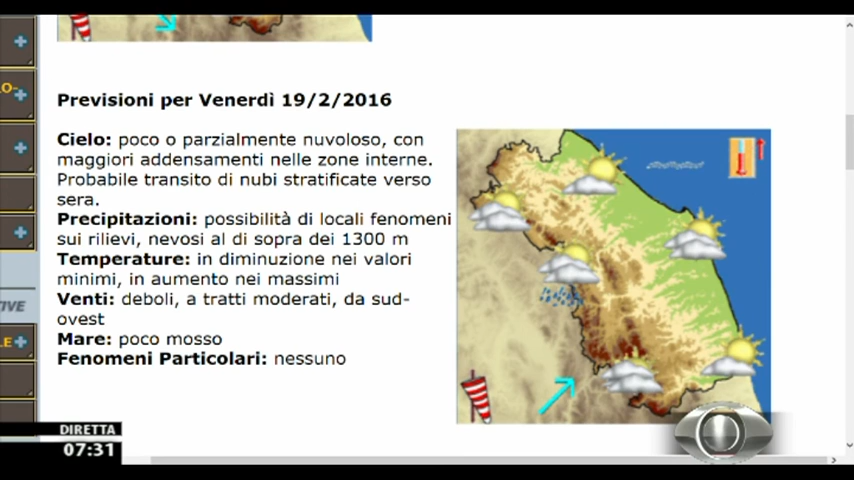 Previsioni per Venerdì 19/2/2016
Cielo: poco o parzialmente nuvoloso, con
maggiori addensamenti nelle zone interne.
Probabile transito di nubi stratificate verso
sera.
Precipitazioni: possibilità di locali fenomeni
sui rilievi, nevosi al di sopra dei 1300 m
Temperature: in diminuzione nei valori
minimi, in aumento nei massimi
Venti: deboli, a tratti moderati, da sud-
ovest
Mare: poco mosso
Fenomeni Particolari: nessuno
LO-
IVE
LE
DIRETTA
07:31